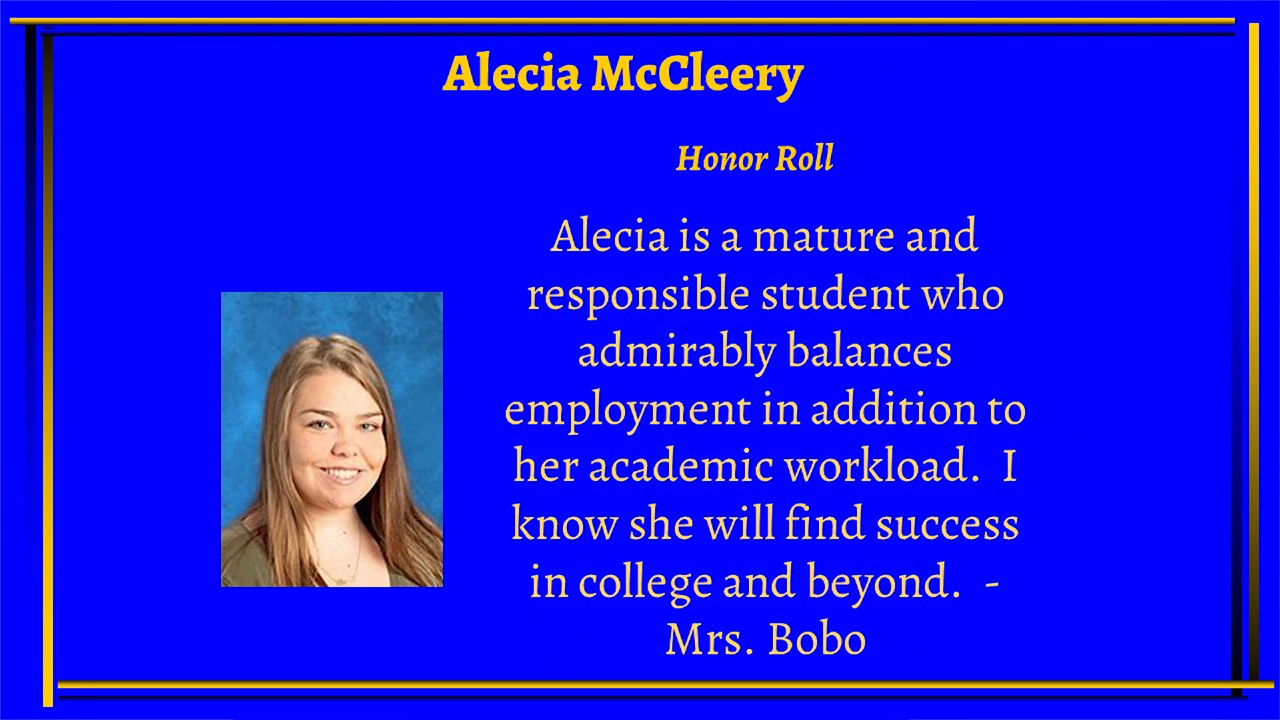 Alecia McCleery
Honor Roll
Alecia is a mature and
responsible student who
admirably balances
employment in addition to
her academic workload.  I
know she will find success
in college and beyond.  -
Mrs. Bobo